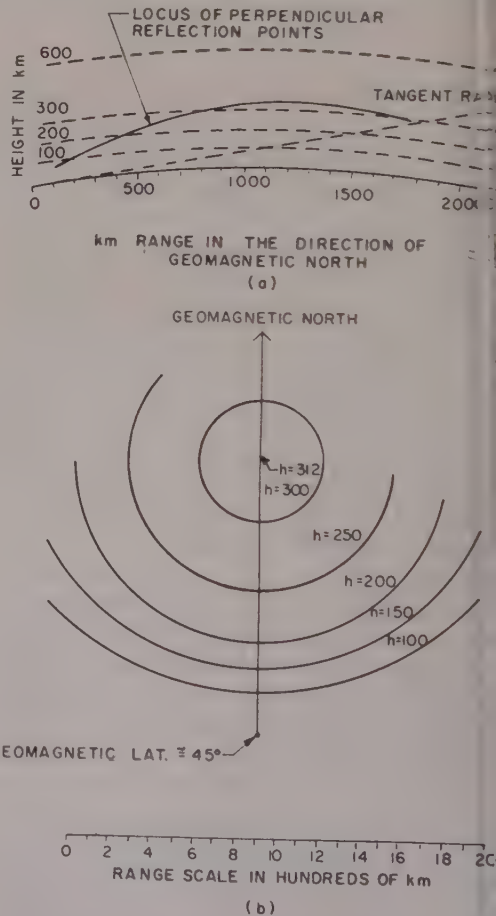 LOCUS OF PERPENDICULAR
REFLECTION POINTS
600
300
200
100
HEIGHT IN km
TANGENT
0 500 1000 1500
km RANGE IN THE DIRECTION OF
GEOMAGNETIC NORTH
(a)
GEOMAGNETIC NORTH
h=312
h=300
h=250
h=200
h=150
h=100
EOMAGNETIC LAT. ≅ 45°
0 2 4 6 8 10 12 14 16 18
RANGE SCALE IN HUNDREDS OF km
(b)